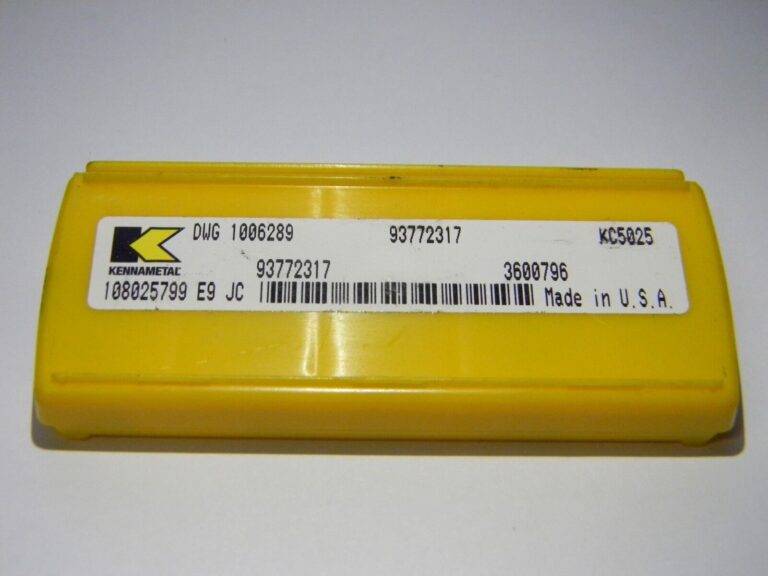 DWG 1006289 93772317 KC5025
KENNAMETAL
93772317 3600796
108025799 E9 JC Made in U.S.A.